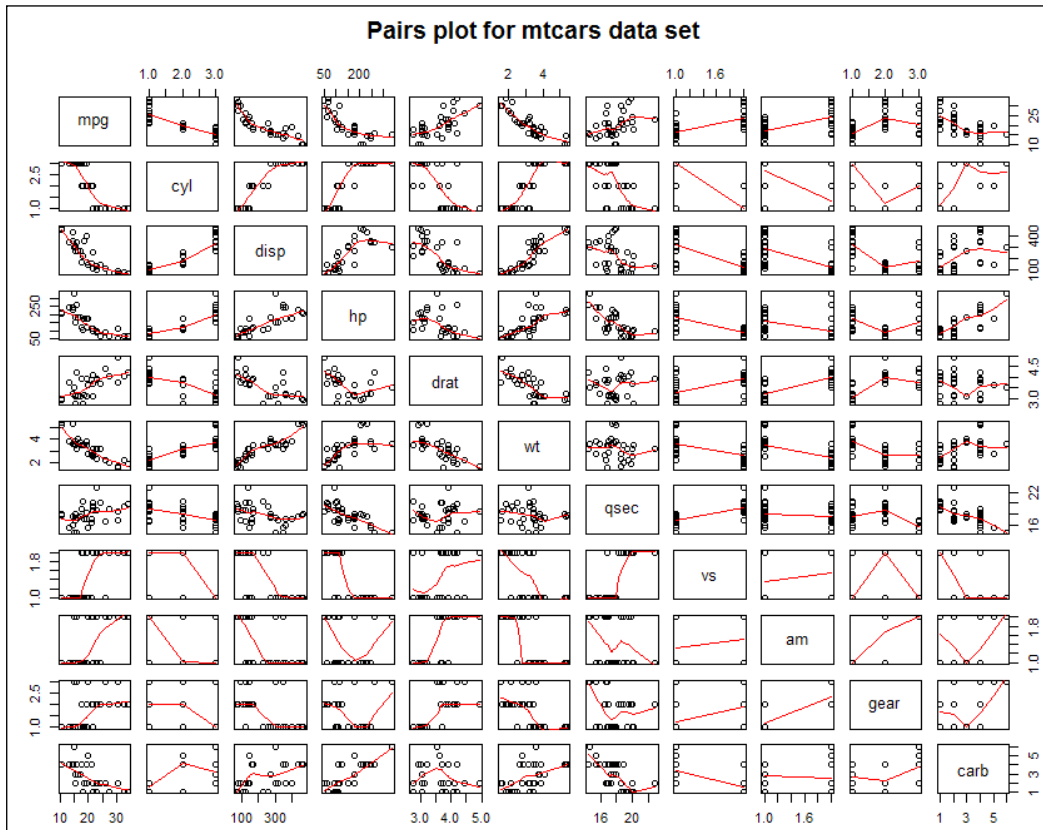 Pairs plot for mtcars data set
1.0 2.0 3.0 50 200 2 4 1.0 1.6 1.0 2.0 3.0
mpg
10 15 25
1.0 2.5
cyl
disp
100 400
50 250
hp
drat
3.0 4.5
2 4
wt
qsec
16 22
1.0 1.8
vs
am
1.0 1.8
1.0 2.5
gear
carb
1 3 5
10 20 30 100 300 3.0 4.0 5.0 16 20 1.0 1.6